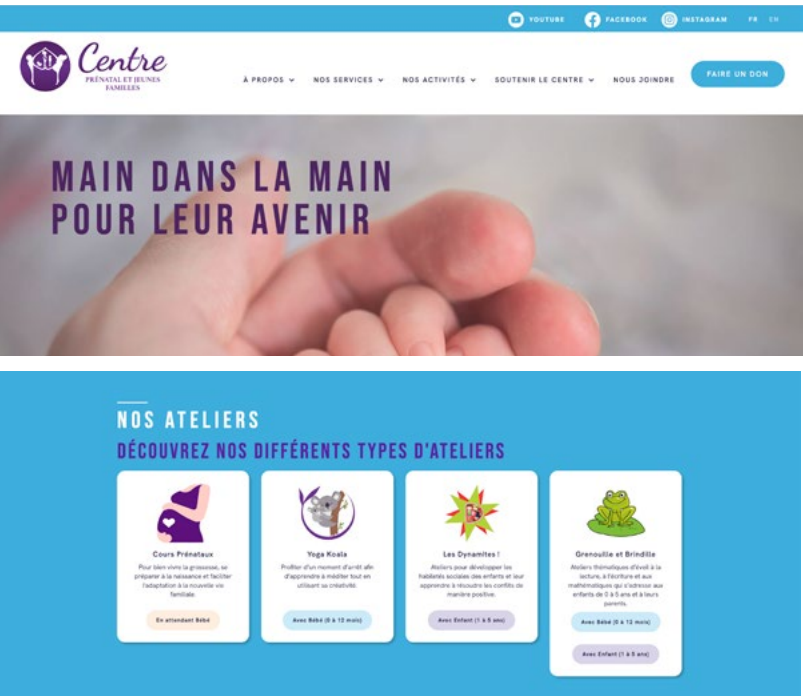 YOUTUBE FACEBOOK INSTAGRAM FR EN
Centre
PRÉNATAL ET JEUNES
FAMILLES
À PROPOS NOS SERVICES NOS ACTIVITÉS SOUTENIR LE CENTRE NOUS JOINDRE FAIRE UN DON
MAIN DANS LA MAIN
POUR LEUR AVENIR
NOS ATELIERS
DÉCOUVREZ NOS DIFFÉRENTS TYPES D'ATELIERS
Cours Prénataux
Pour bien vivre la grossesse, se
préparer à la naissance et faciliter
l'adaptation à la nouvelle vie
familiale.
En attendant Bébé
Yoga Koala
Profiter d'un moment d'arrêt afin
d'apprendre à méditer tout en
utilisant sa créativité.
Avec Bébé (0 à 12 mois)
Les Dynamites !
Ateliers pour développer les
habiletés sociales des enfants et leur
apprendre à résoudre les conflits de
manière positive.
Avec Enfant (1 à 5 ans)
Grenouille et Brindille
Ateliers thématiques d'éveil à la
lecture, à l'écriture et aux
mathématiques qui s'adresse aux
enfants de 0 à 5 ans et à leurs
parents.
Avec Bébé (0 à 12 mois)
Avec Enfant (1 à 5 ans)